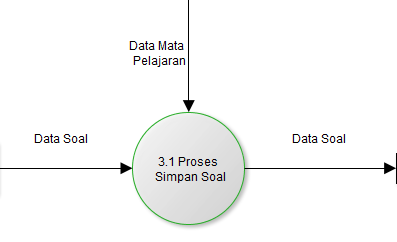 Data Mata
Pelajaran
Data Soal
Data Soal
3.1 Proses
Simpan Soal